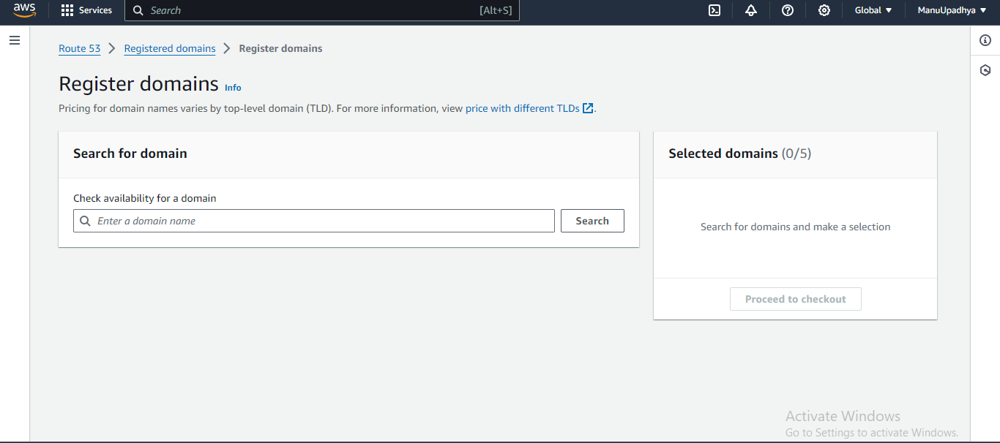 aws
Services
Search [Alt+S]
Global
ManuUpadhya
Route 53 Registered domains Register domains
Register domains Info
Pricing for domain names varies by top-level domain (TLD). For more information, view price with different TLDs.
Search for domain
Check availability for a domain
Enter a domain name
Search
Selected domains (0/5)
Search for domains and make a selection
Proceed to checkout
Activate Windows
Go to Settings to activate Windows.